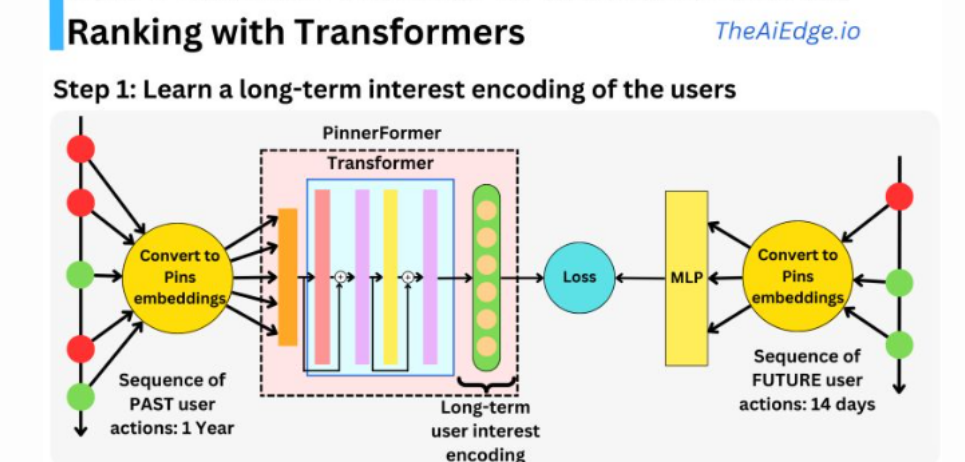 Ranking with Transformers
TheAiEdge.io
Step 1: Learn a long-term interest encoding of the users
PinnerFormer
Transformer
Convert to
Pins
embeddings
Loss
MLP
Convert to
Pins
embeddings
Sequence of
PAST user
actions: 1 Year
Long-term
user interest
encoding
Sequence of
FUTURE user
actions: 14 days